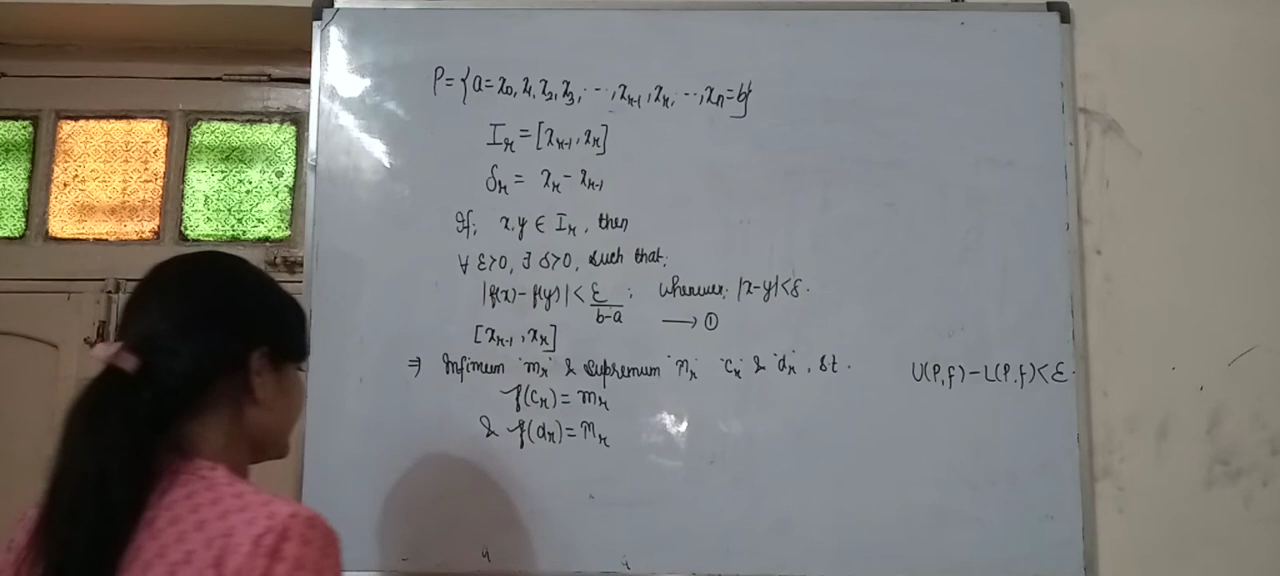 P = {a = x₀, x₁, x₂, x₃, ..., xᵣ₋₁, xᵣ, ..., xₙ = b}
Iᵣ = [xᵣ₋₁, xᵣ]
δᵣ = xᵣ - xᵣ₋₁
If, x, y ∈ Iᵣ, then
∀ ε>0, ∃ δ>0, such that,
|f(x) - f(y)| < ε/(b-a) ; whenever, |x-y| < δ.
⟶ ①
[xᵣ₋₁, xᵣ]
⇒ Infimum 'mᵣ' & supremum 'Mᵣ' 'cᵣ' & 'dᵣ', s.t.
U(P, f) - L(P, f) < ε.
f(cᵣ) = mᵣ
& f(dᵣ) = Mᵣ